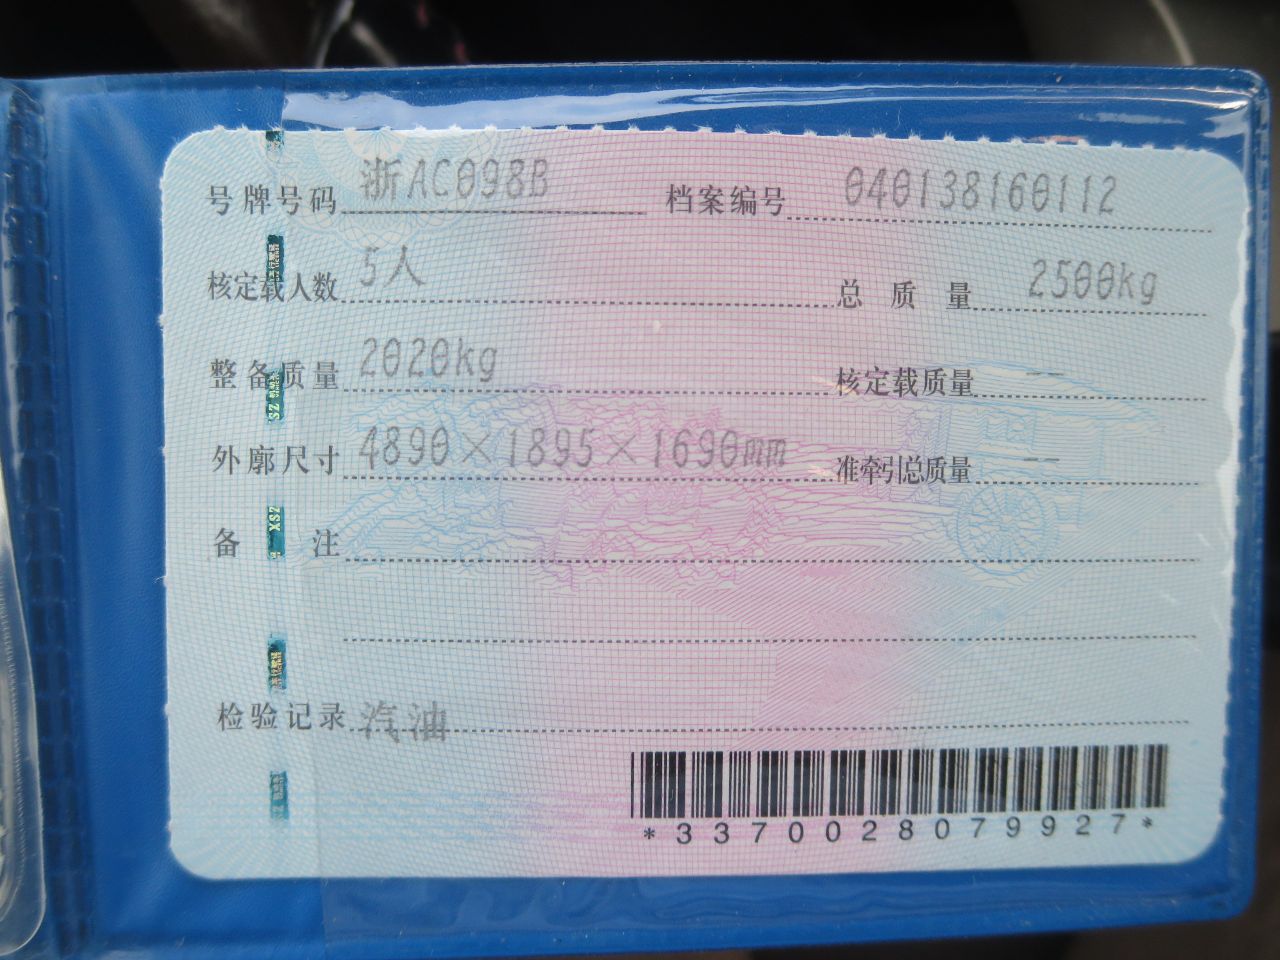 号牌号码 浙AC098B 档案编号 040138160112
核定载人数 5人 总质量 2500kg
整备质量 2020kg 核定载质量 --
外廓尺寸 4890×1895×1690mm 准牵引总质量 --
备注
检验记录 汽油
*3370028079927*